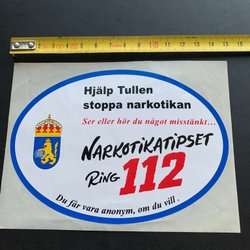 Hjälp Tullen
stoppa narkotikan
Ser eller hör du något misstänkt...
NARKOTIKATIPSET
RING 112
Du får vara anonym, om du vill.